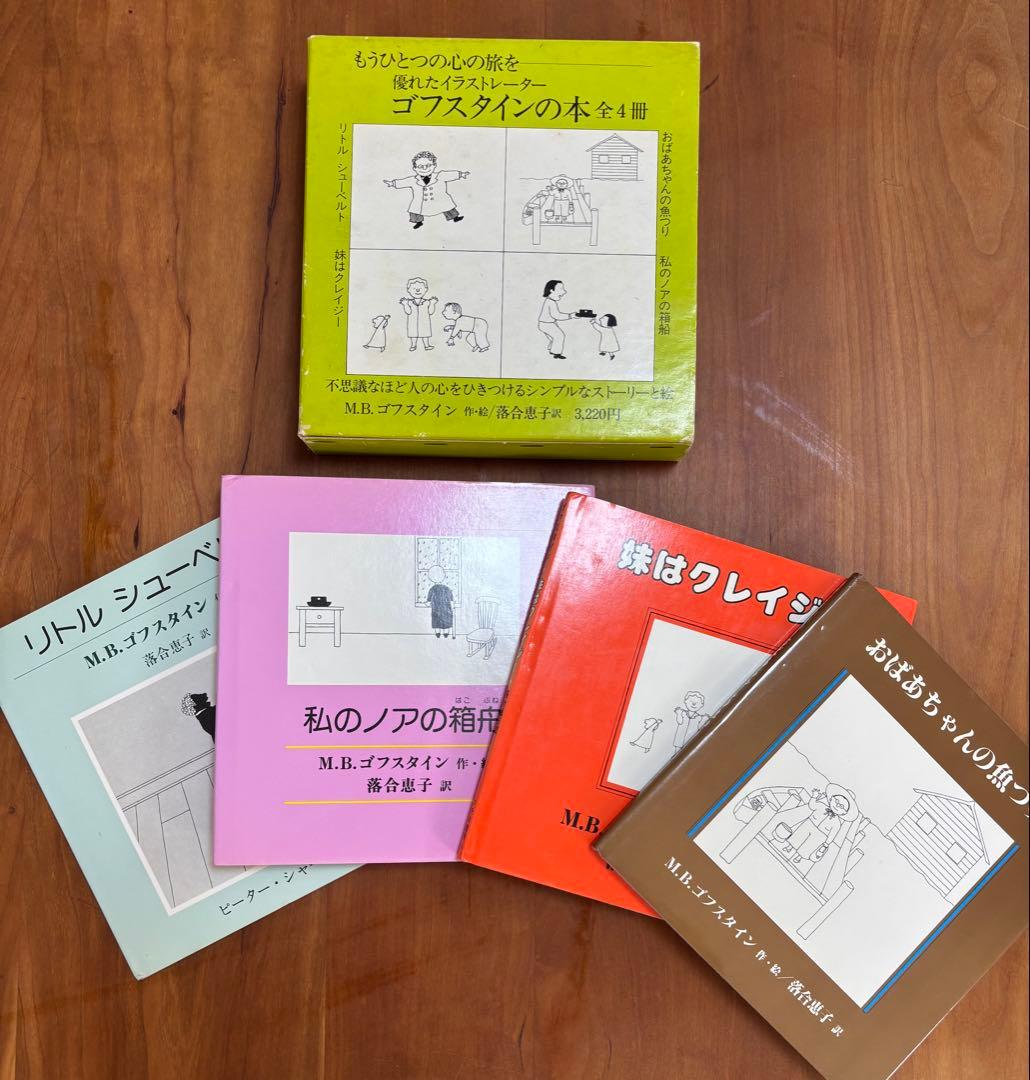 もうひとつの心の旅を
優れたイラストレーター
ゴフスタインの本 全4冊
リトル シューベルト
おばあちゃんの魚つり
妹はクレイジー
私のノアの箱船
不思議なほど人の心をひきつけるシンプルなストーリーと絵
M.B.ゴフスタイン 作・絵/落合恵子訳 3,220円
リトル シューベ
M.B.ゴフスタイン
落合恵子 訳
ピーター・シャ
はこ ぶね
私のノアの箱舟
M.B.ゴフスタイン 作・絵
落合恵子 訳
妹はクレイジ
M.B.
おばあちゃんの魚つ
M.B.ゴフスタイン 作・絵/落合恵子 訳